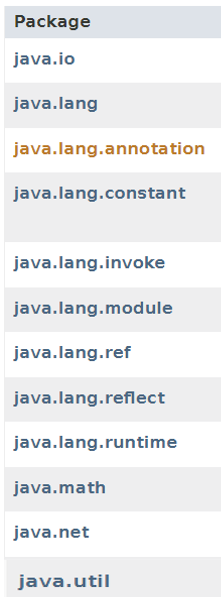 Package
java.io
java.lang
java.lang.annotation
java.lang.constant
java.lang.invoke
java.lang.module
java.lang.ref
java.lang.reflect
java.lang.runtime
java.math
java.net
java.util